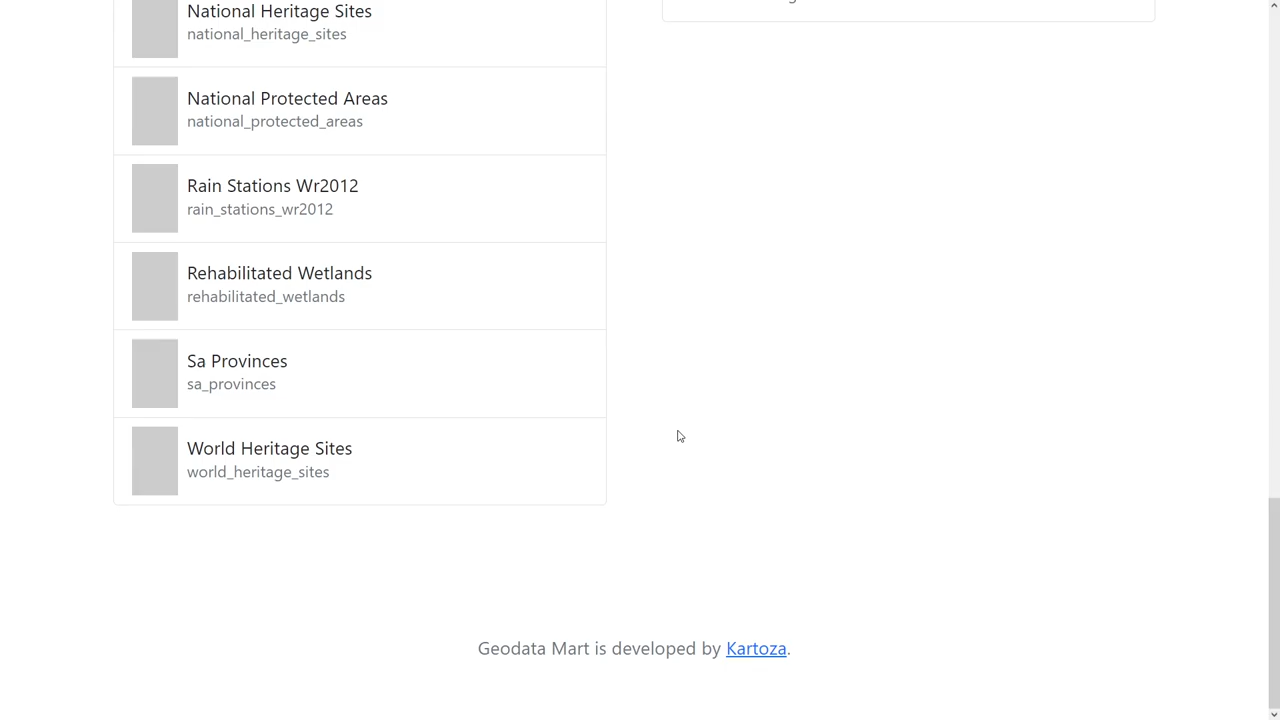 National Heritage Sites
national_heritage_sites
National Protected Areas
national_protected_areas
Rain Stations Wr2012
rain_stations_wr2012
Rehabilitated Wetlands
rehabilitated_wetlands
Sa Provinces
sa_provinces
World Heritage Sites
world_heritage_sites
Geodata Mart is developed by Kartoza.